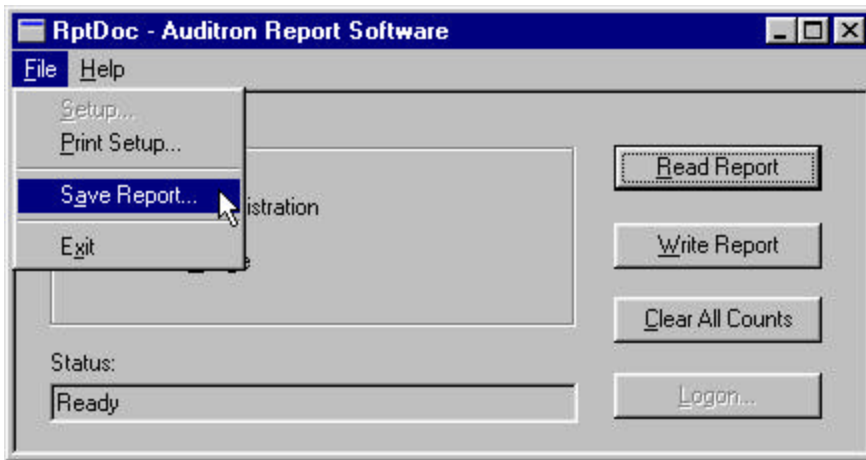 RptDoc - Auditron Report Software
File Help
Setup...
Print Setup...
Save Report...
Exit
istration
Read Report
Write Report
Clear All Counts
Logon...
Status:
Ready